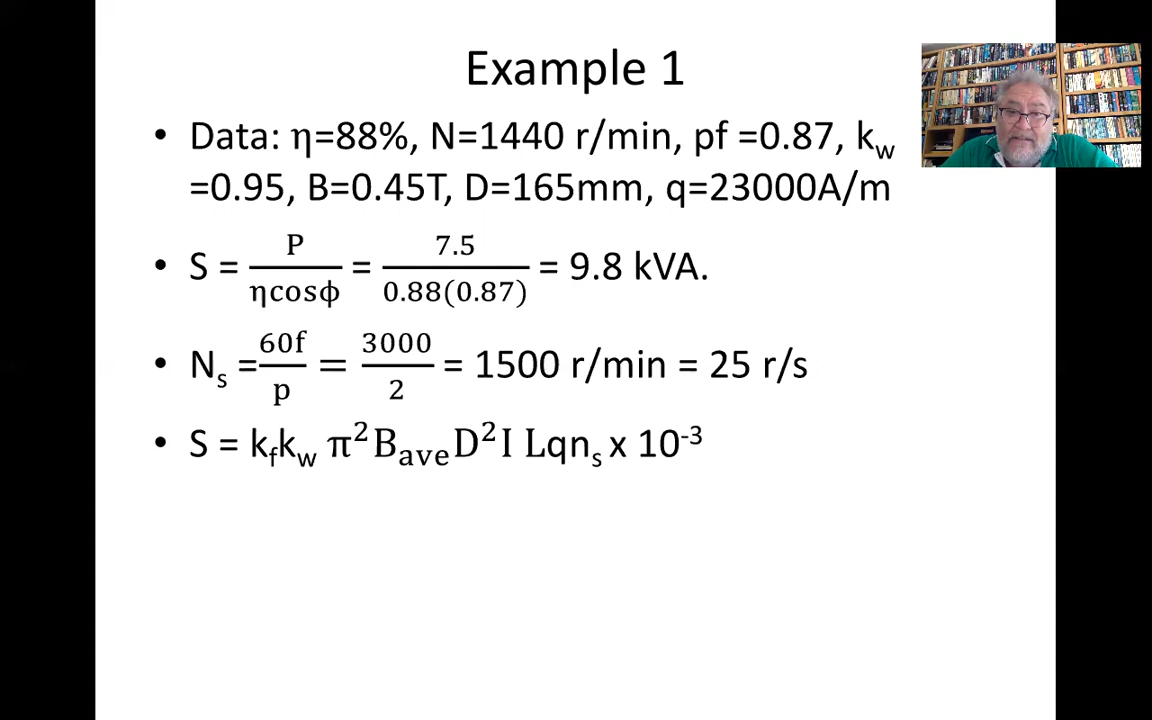 Example 1
• Data: η=88%, N=1440 r/min, pf =0.87, k_w
=0.95, B=0.45T, D=165mm, q=23000A/m
• S = P/ηcosϕ = 7.5/0.88(0.87) = 9.8 kVA.
• N_s =60f/p = 3000/2 = 1500 r/min = 25 r/s
• S = k_fk_w π²B_aveD²I Lqn_s x 10⁻³